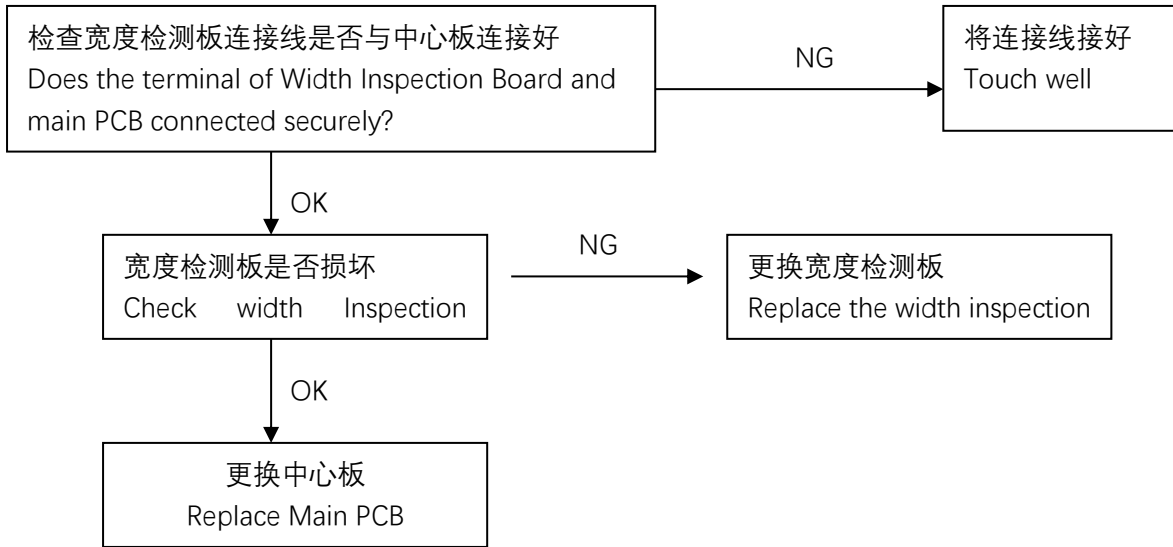 检查宽度检测板连接线是否与中心板连接好
Does the terminal of Width Inspection Board and
main PCB connected securely?
NG
将连接线接好
Touch well
OK
宽度检测板是否损坏
Check width Inspection
NG
更换宽度检测板
Replace the width inspection
OK
更换中心板
Replace Main PCB